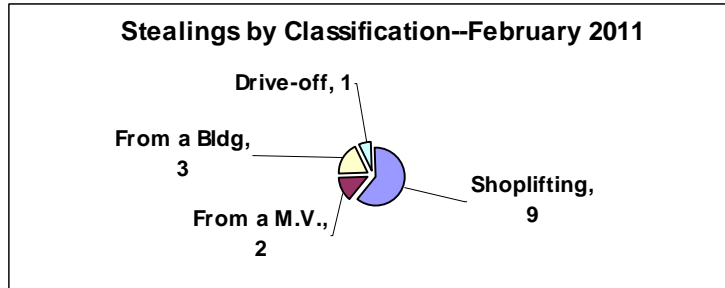 Stealings by Classification--February 2011
Drive-off, 1
From a Bldg,
3
Shoplifting,
9
From a M.V.,
2